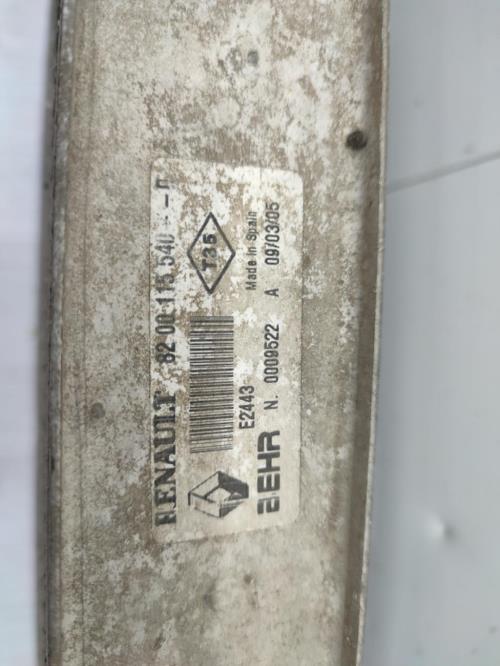 RENAULT 82 00 115 540 - -
T35
E2443
Made in Spain
BEHR N. 0009522 A 09/03/05